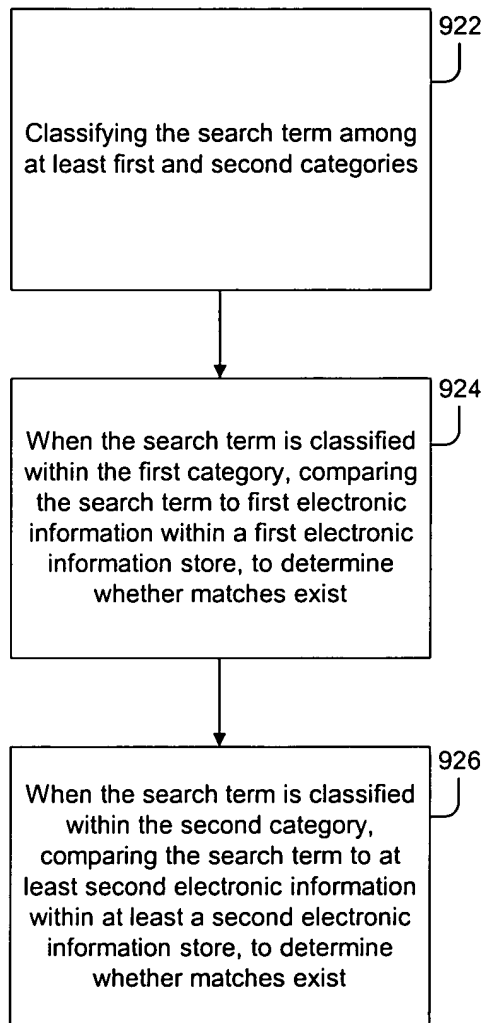 922
Classifying the search term among
at least first and second categories
924
When the search term is classified
within the first category, comparing
the search term to first electronic
information within a first electronic
information store, to determine
whether matches exist
926
When the search term is classified
within the second category,
comparing the search term to at
least second electronic information
within at least a second electronic
information store, to determine
whether matches exist